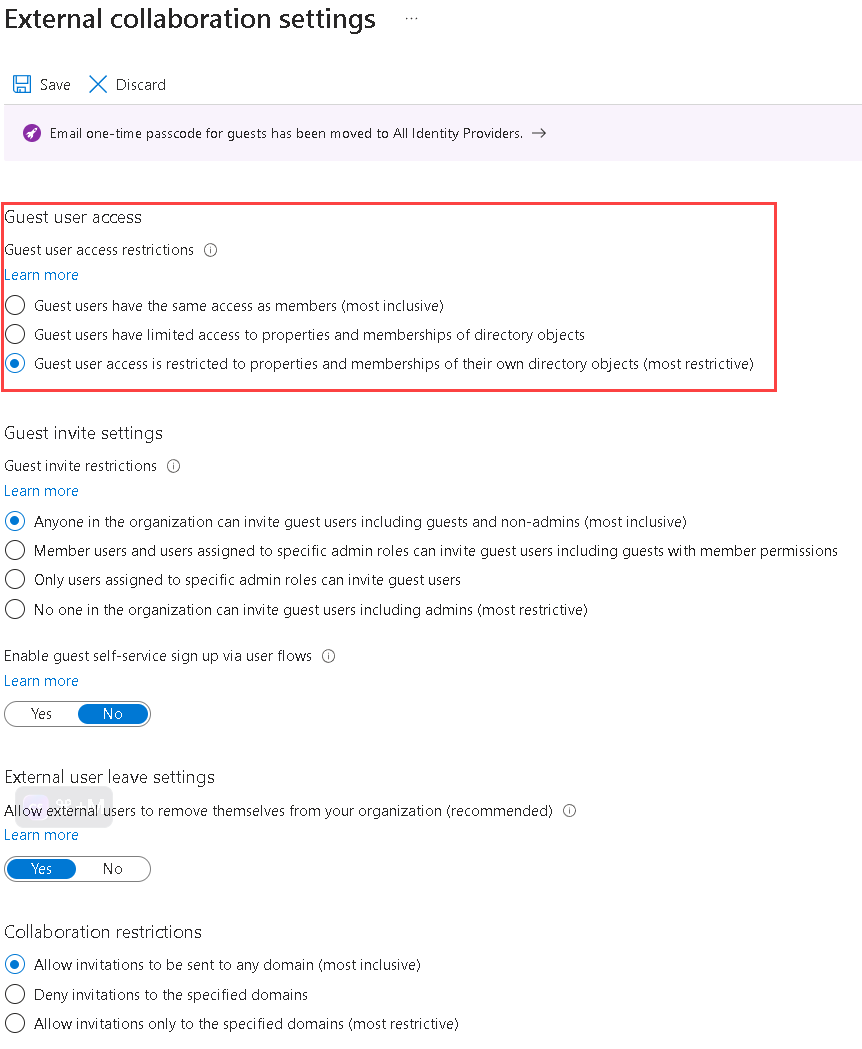 External collaboration settings ...
Save Discard
Email one-time passcode for guests has been moved to All Identity Providers. →
Guest user access
Guest user access restrictions
Learn more
Guest users have the same access as members (most inclusive)
Guest users have limited access to properties and memberships of directory objects
Guest user access is restricted to properties and memberships of their own directory objects (most restrictive)
Guest invite settings
Guest invite restrictions
Learn more
Anyone in the organization can invite guest users including guests and non-admins (most inclusive)
Member users and users assigned to specific admin roles can invite guest users including guests with member permissions
Only users assigned to specific admin roles can invite guest users
No one in the organization can invite guest users including admins (most restrictive)
Enable guest self-service sign up via user flows
Learn more
Yes No
External user leave settings
Allow external users to remove themselves from your organization (recommended)
Learn more
Yes No
Collaboration restrictions
Allow invitations to be sent to any domain (most inclusive)
Deny invitations to the specified domains
Allow invitations only to the specified domains (most restrictive)